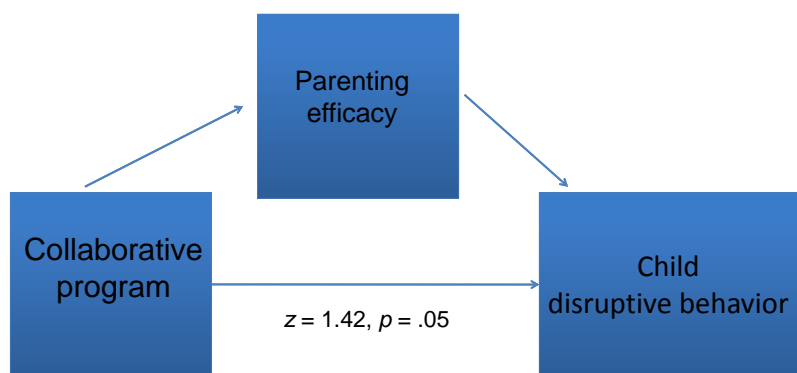 Parenting
efficacy
Collaborative
program
Child
disruptive behavior
z = 1.42, p = .05